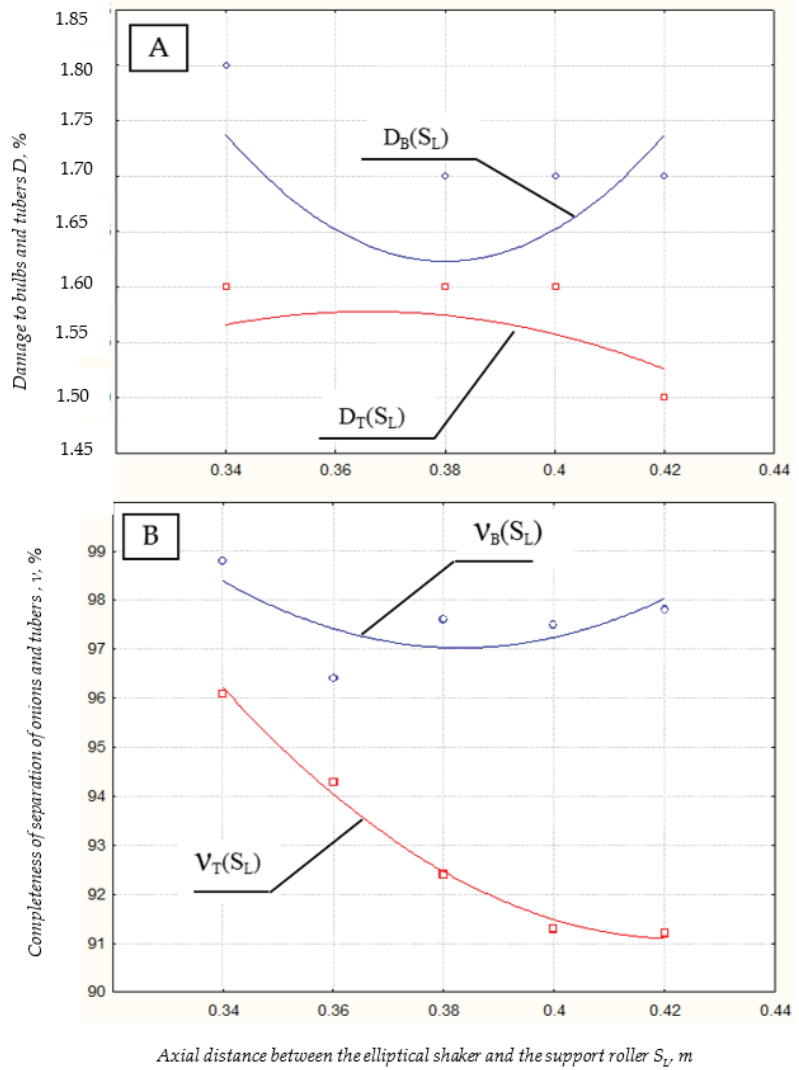 1.85
A
1.80
1.75
D_B(S_L)
1.70
1.65
1.60
1.55
D_T(S_L)
1.50
1.45
0.34 0.36 0.38 0.4 0.42 0.44
Damage to bulbs and tubers D, %
B
ν_B(S_L)
99
98
97
96
95
94
93
ν_T(S_L)
92
91
90
0.34 0.36 0.38 0.4 0.42 0.44
Completeness of separation of onions and tubers , ν, %
Axial distance between the elliptical shaker and the support roller S_L, m